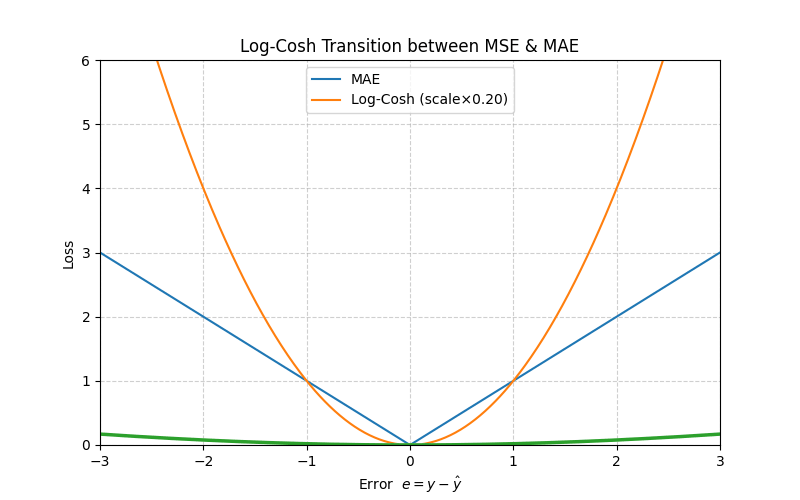 Log-Cosh Transition between MSE & MAE
MAE
Log-Cosh (scale×0.20)
6
5
4
3
2
1
0
Loss
−3
−2
−1
0
1
2
3
Error e = y − ŷ